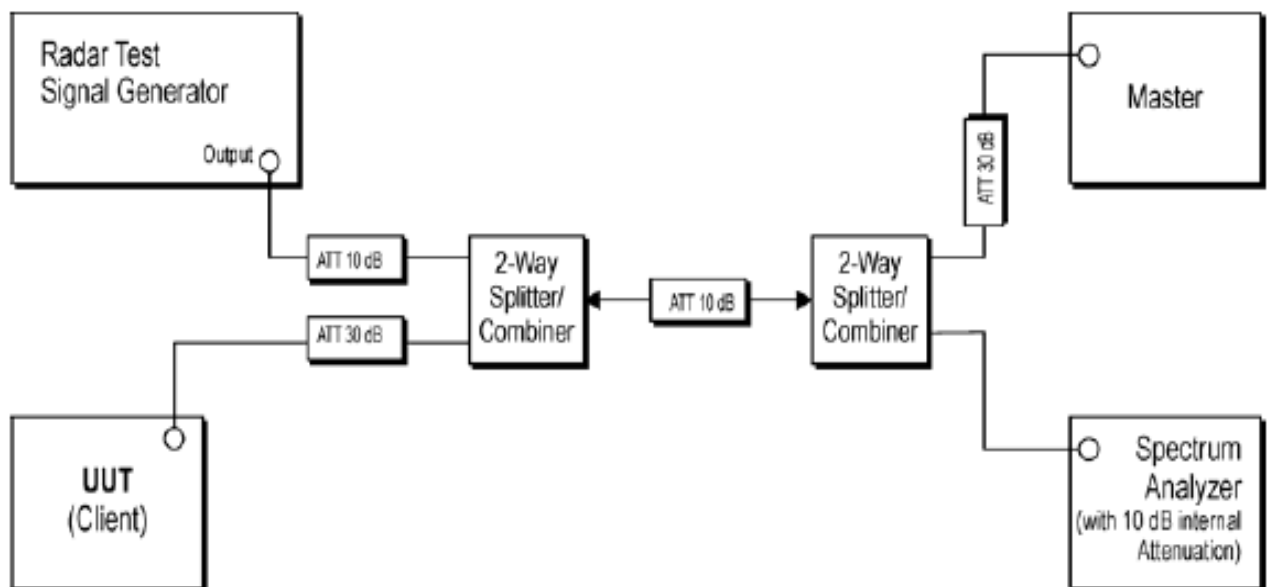 Radar Test
Signal Generator
Output
ATT 10 dB
ATT 30 dB
UUT
(Client)
2-Way
Splitter/
Combiner
ATT 10 dB
2-Way
Splitter/
Combiner
ATT 30 dB
Master
Spectrum
Analyzer
(with 10 dB internal
Attenuation)